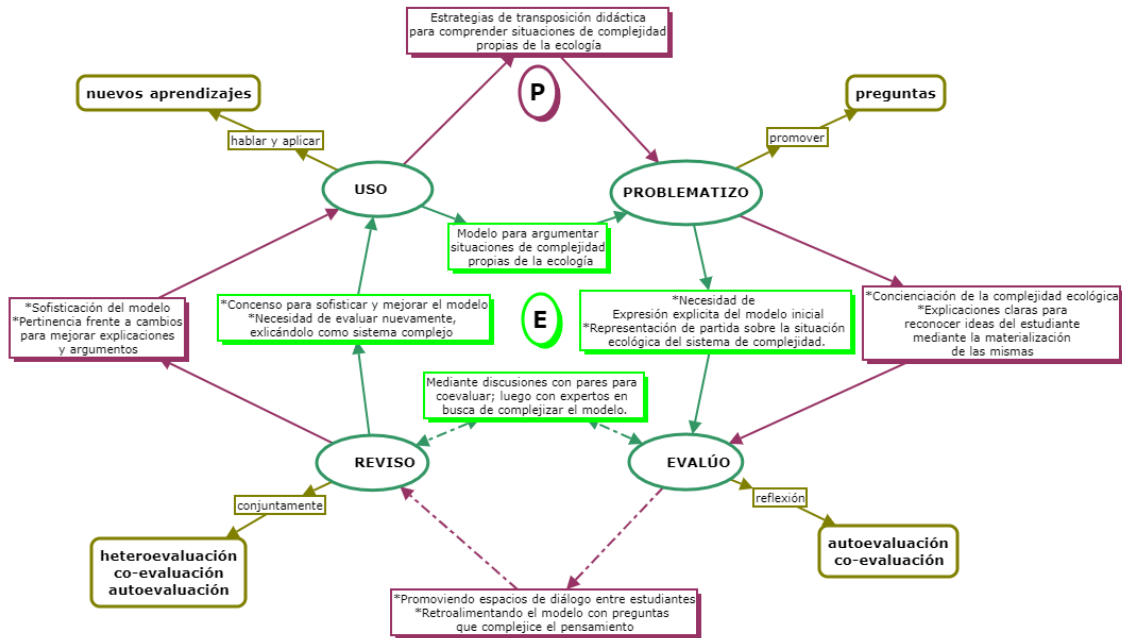 Estrategias de transposición didáctica
para comprender situaciones de complejidad
propias de la ecología
P
nuevos aprendizajes
preguntas
hablar y aplicar
promover
USO
PROBLEMATIZO
Modelo para argumentar
situaciones de complejidad
propias de la ecología
*Sofisticación del modelo
*Pertinencia frente a cambios
para mejorar explicaciones
y argumentos
*Concenso para sofisticar y mejorar el modelo
*Necesidad de evaluar nuevamente,
exlicándolo como sistema complejo
E
*Necesidad de
Expresión explicita del modelo inicial
*Representación de partida sobre la situación
ecológica del sistema de complejidad.
*Concienciación de la complejidad ecológica
*Explicaciones claras para
reconocer ideas del estudiante
mediante la materialización
de las mismas
Mediante discusiones con pares para
coevaluar; luego con expertos en
busca de complejizar el modelo.
REVISO
EVALÚO
conjuntamente
reflexión
heteroevaluación
co-evaluación
autoevaluación
autoevaluación
co-evaluación
*Promoviendo espacios de diálogo entre estudiantes
*Retroalimentando el modelo con preguntas
que complejice el pensamiento